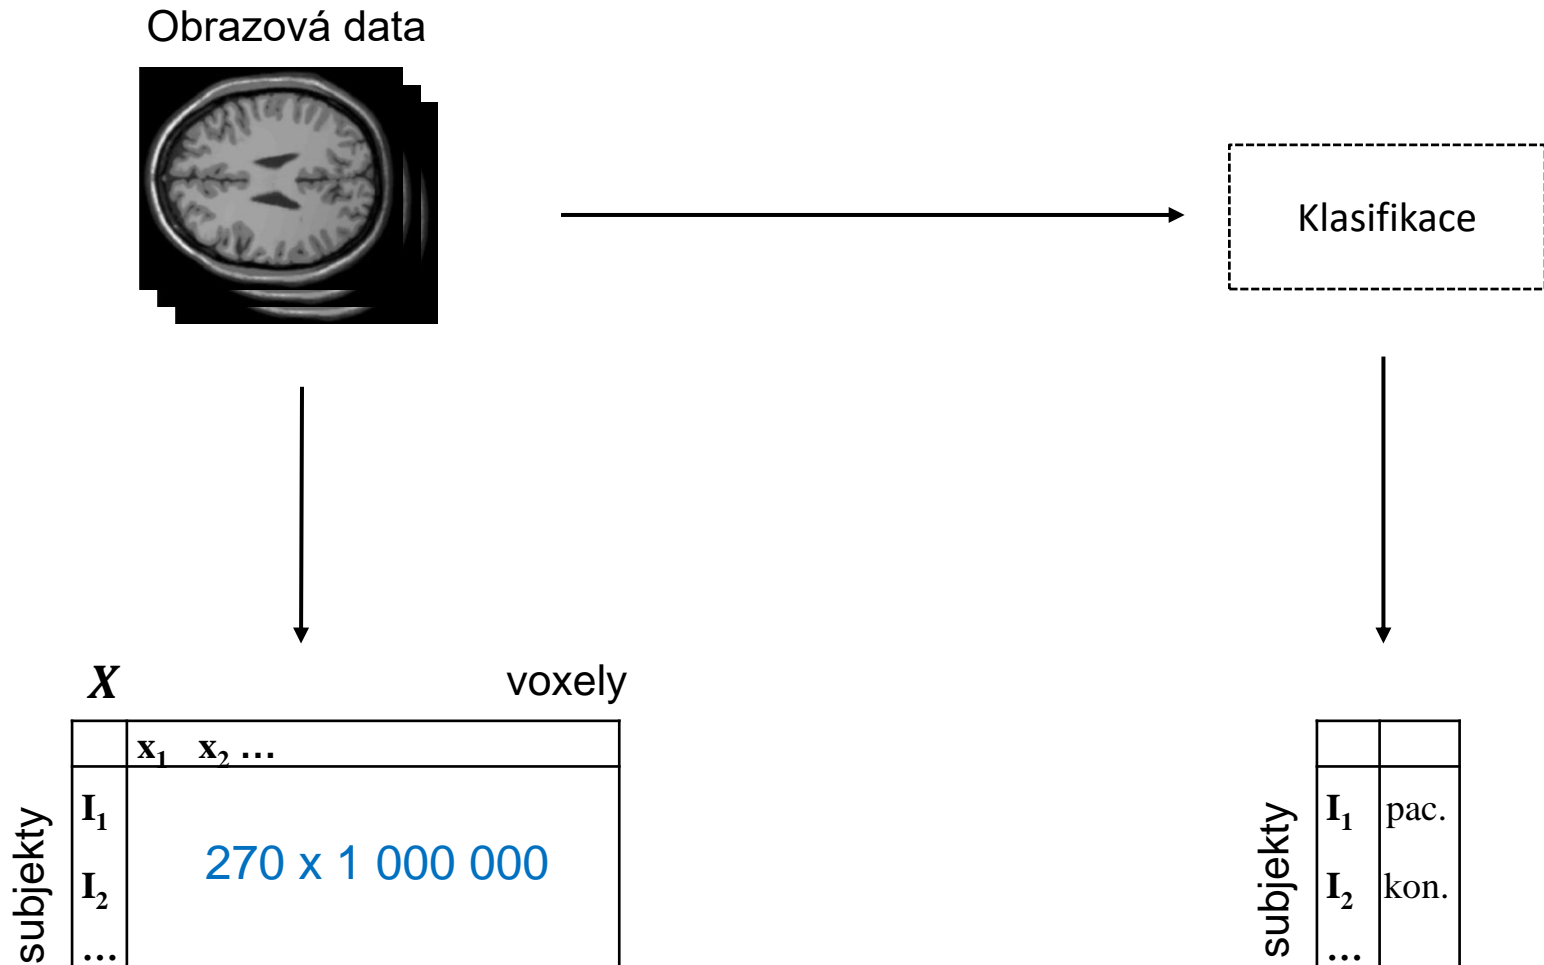 Obrazová data
Klasifikace
X voxely
x1 x2 …
subjekty
I1
270 x 1 000 000
I2
…
subjekty
I1 pac.
I2 kon.
…